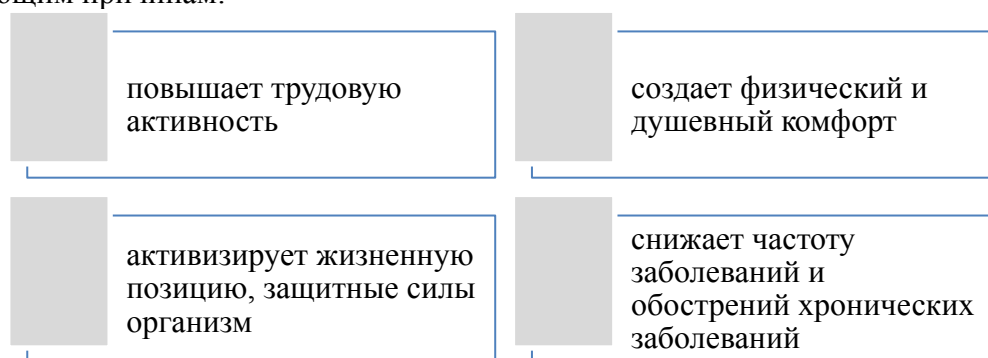 повышает трудовую
активность
создает физический и
душевный комфорт
активизирует жизненную
позицию, защитные силы
организм
снижает частоту
заболеваний и
обострений хронических
заболеваний